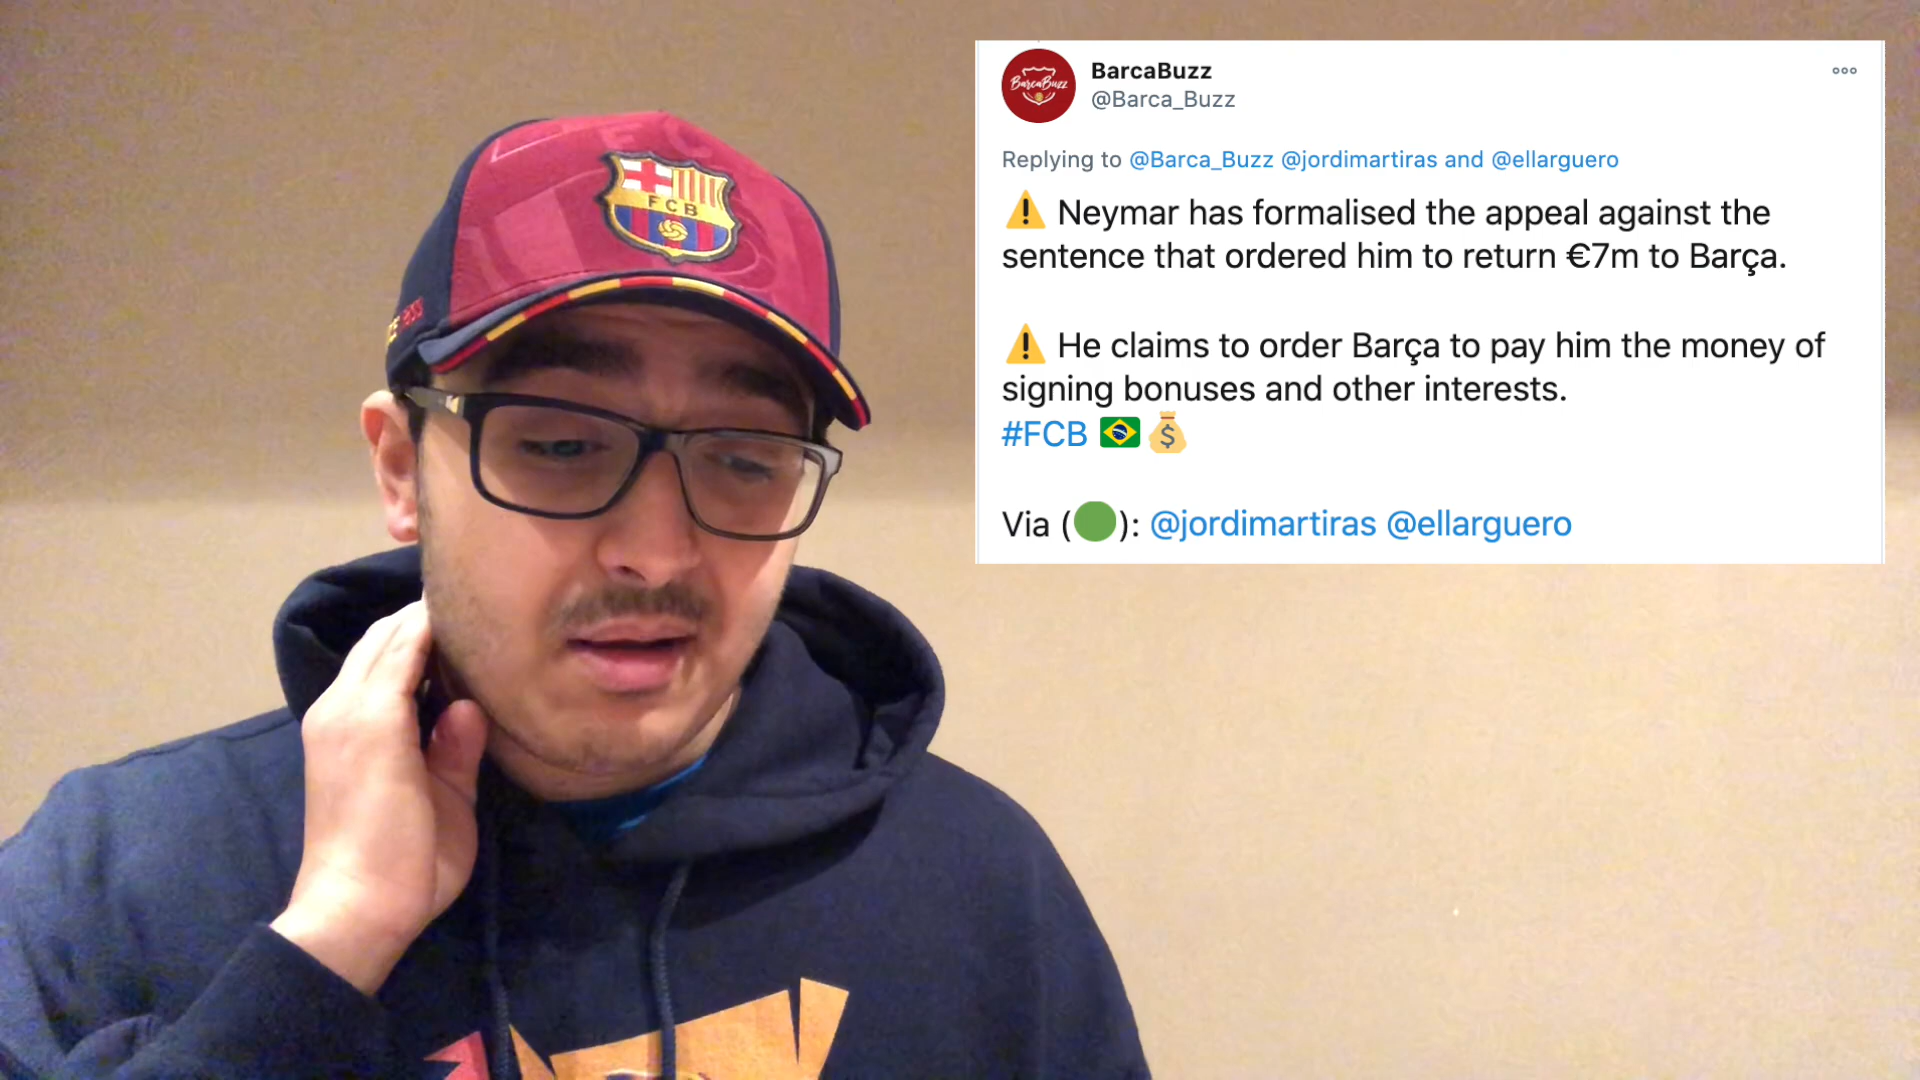 BarcaBuzz
@Barca_Buzz
Replying to @Barca_Buzz @jordimartiras and @ellarguero
⚠️ Neymar has formalised the appeal against the
sentence that ordered him to return €7m to Barça.
⚠️ He claims to order Barça to pay him the money of
signing bonuses and other interests.
#FCB 🇧🇷💰
Via (🟢): @jordimartiras @ellarguero
BarcaBuzz
FCB